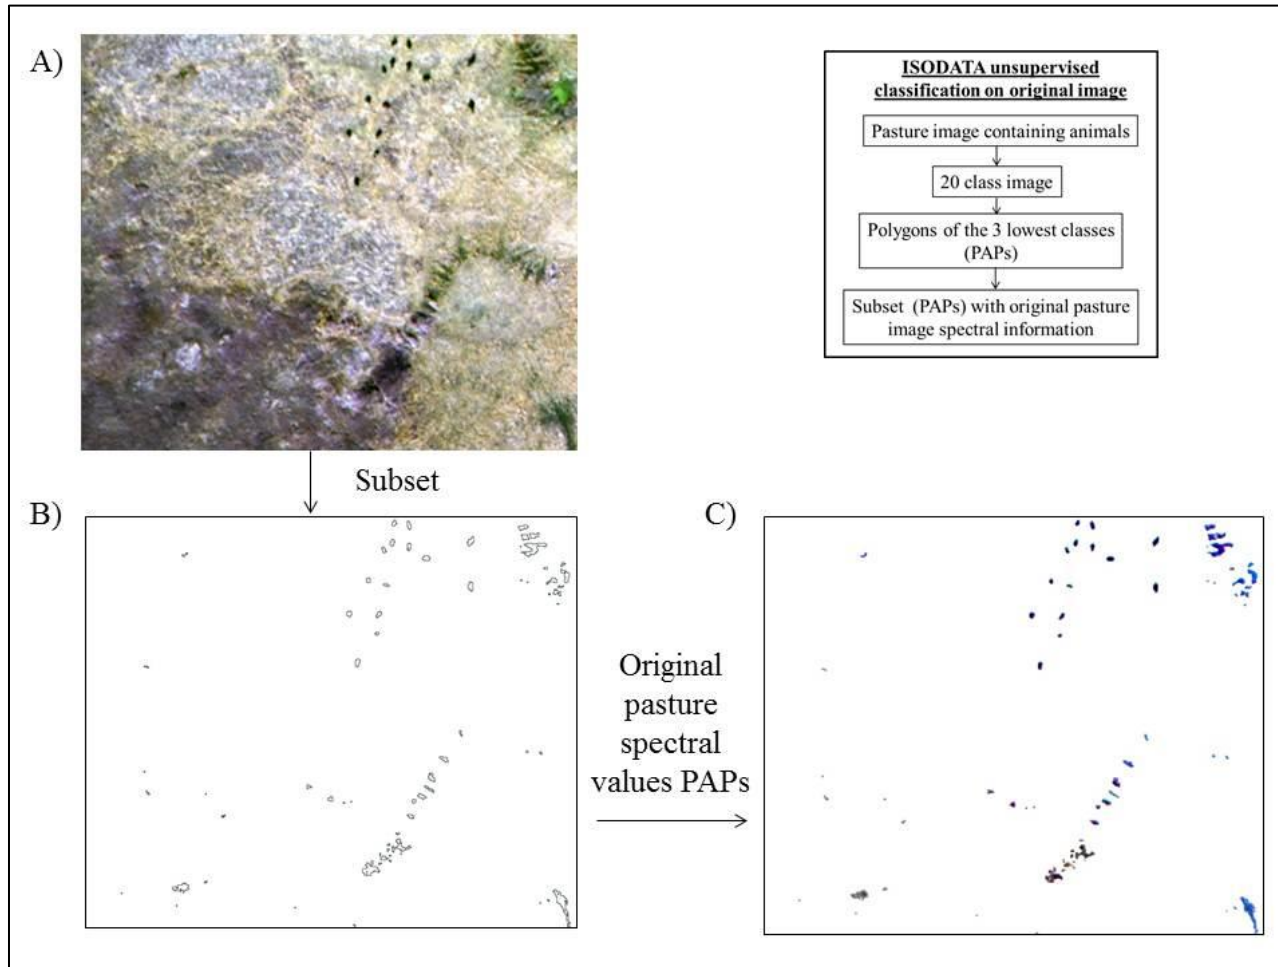 A)
ISODATA unsupervised
classification on original image
Pasture image containing animals
20 class image
Polygons of the 3 lowest classes
(PAPs)
Subset (PAPs) with original pasture
image spectral information
Subset
B)
C)
Original
pasture
spectral
values PAPs